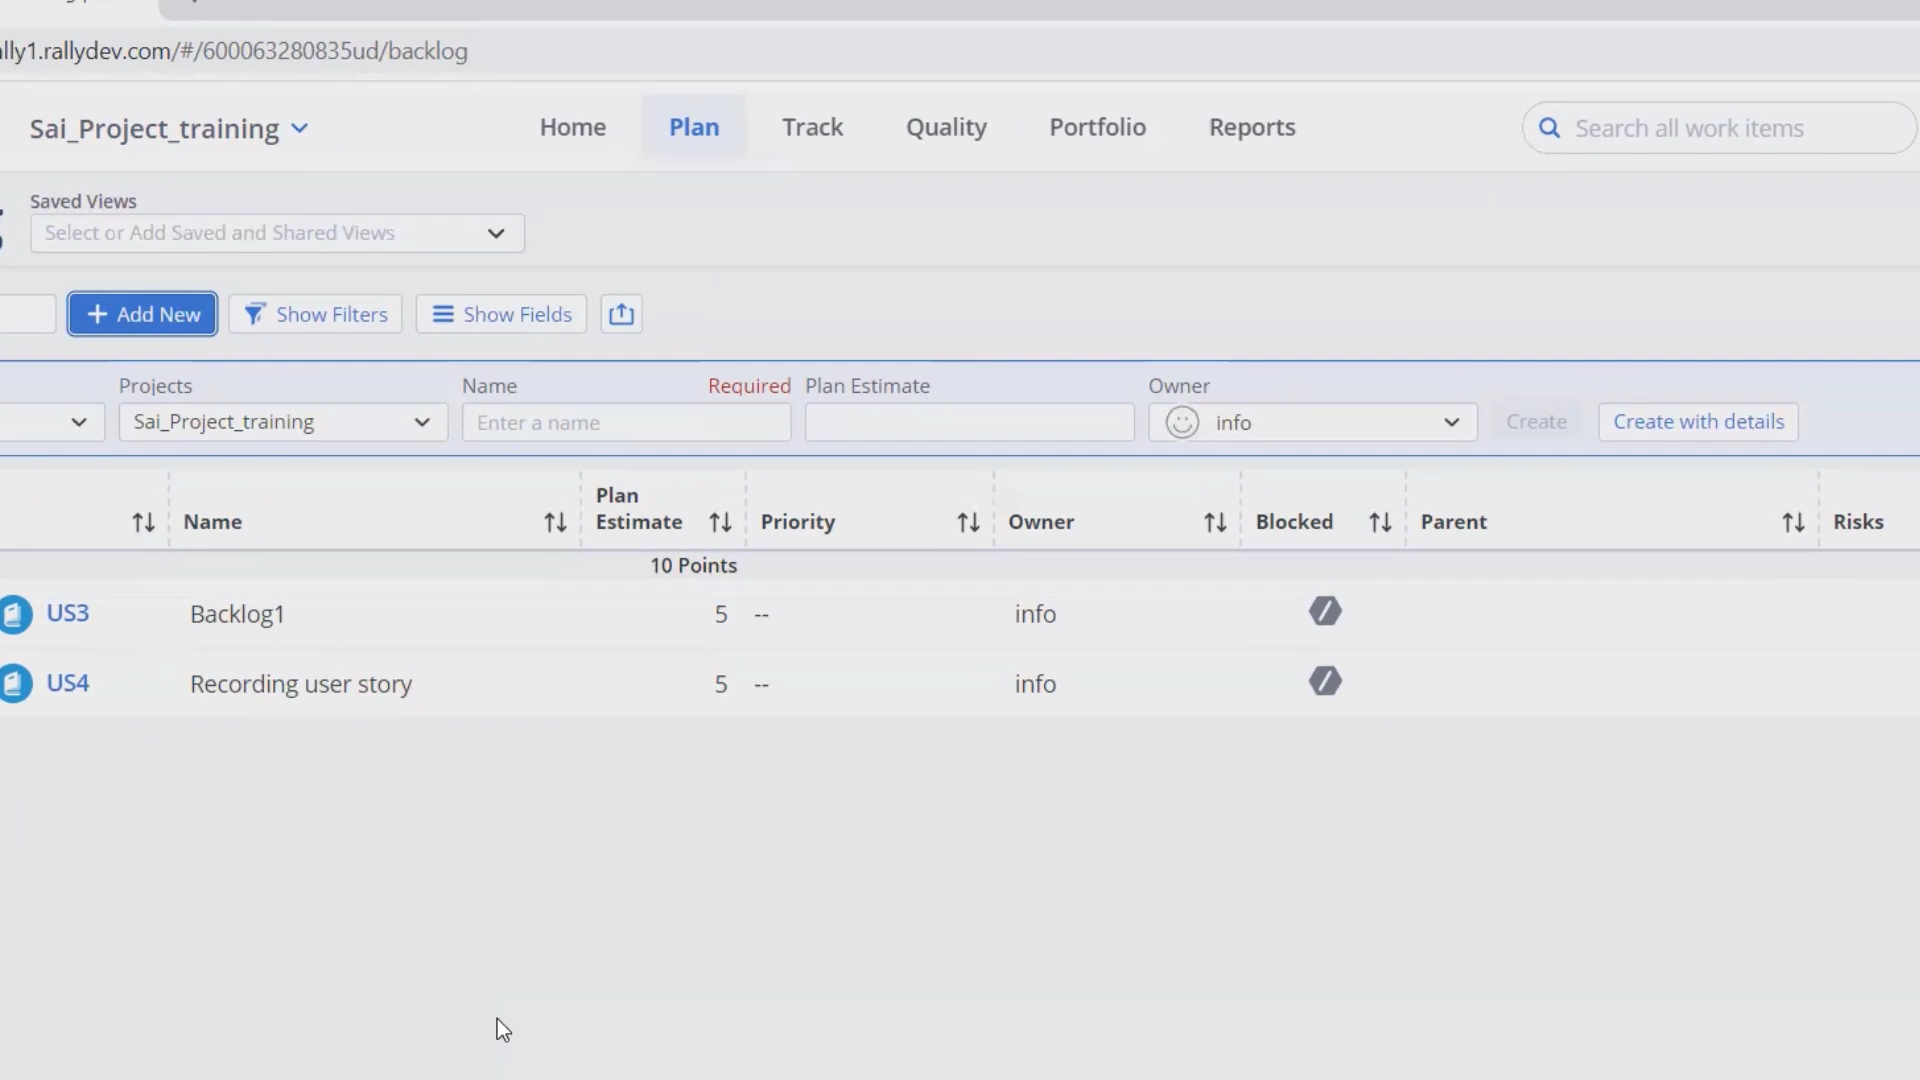 lly1.rallydev.com/#/600063280835ud/backlog
Sai_Project_training
Home
Plan
Track
Quality
Portfolio
Reports
Search all work items
Saved Views
Select or Add Saved and Shared Views
+ Add New
Show Filters
Show Fields
Projects
Name
Required
Plan Estimate
Owner
Sai_Project_training
Enter a name
info
Create
Create with details
Name
Plan
Estimate
Priority
Owner
Blocked
Parent
Risks
10 Points
US3
Backlog1
5
--
info
US4
Recording user story
5
--
info